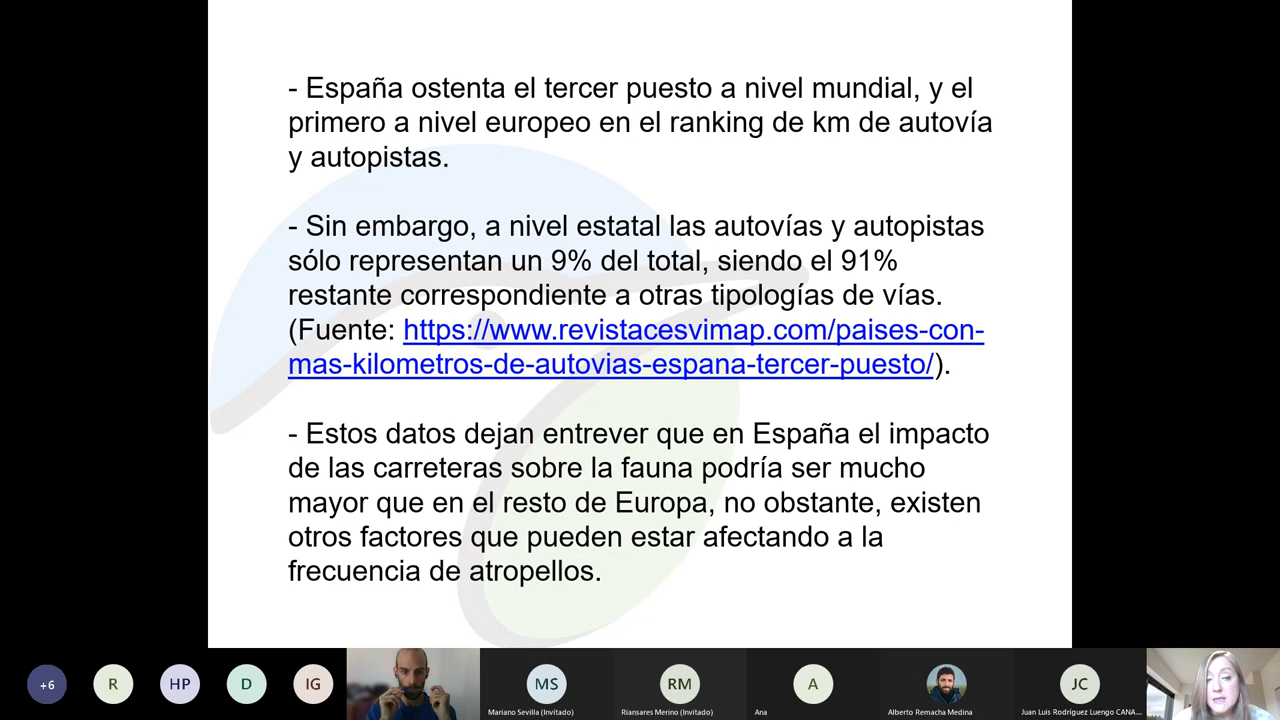 - España ostenta el tercer puesto a nivel mundial, y el
primero a nivel europeo en el ranking de km de autovía
y autopistas.
- Sin embargo, a nivel estatal las autovías y autopistas
sólo representan un 9% del total, siendo el 91%
restante correspondiente a otras tipologías de vías.
(Fuente: https://www.revistacesvimap.com/paises-con-
mas-kilometros-de-autovias-espana-tercer-puesto/).
- Estos datos dejan entrever que en España el impacto
de las carreteras sobre la fauna podría ser mucho
mayor que en el resto de Europa, no obstante, existen
otros factores que pueden estar afectando a la
frecuencia de atropellos.
+6
R
HP
D
IG
MS
Mariano Sevilla (Invitado)
RM
Riansares Merino (Invitado)
A
Ana
Alberto Remacha Medina
JC
Juan Luis Rodríguez Luengo CANA...